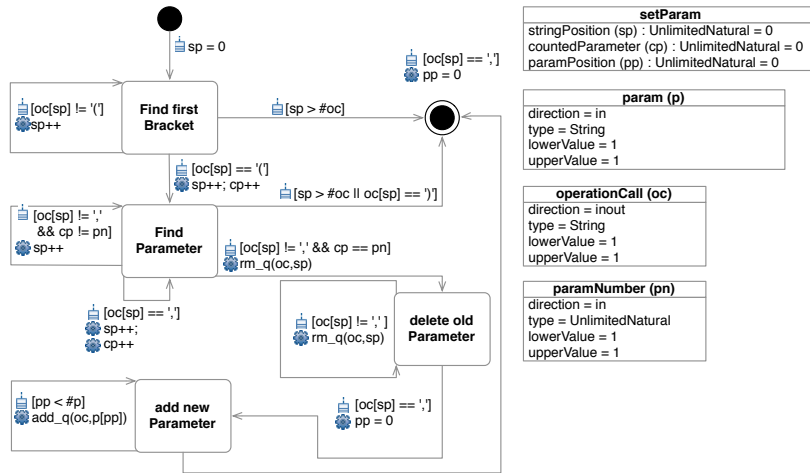 sp = 0
[oc[sp] == ',']
pp = 0
[oc[sp] != '(']
sp++
Find first
Bracket
[sp > #oc]
[oc[sp] == '(']
sp++; cp++
[sp > #oc || oc[sp] == ')']
[oc[sp] != ','
&& cp != pn]
sp++
Find
Parameter
[oc[sp] != ',' && cp == pn]
rm_q(oc,sp)
[oc[sp] == ',']
sp++;
cp++
[oc[sp] != ',' ]
rm_q(oc,sp)
delete old
Parameter
[pp < #p]
add_q(oc,p[pp])
add new
Parameter
[oc[sp] == ',']
pp = 0
setParam
stringPosition (sp) : UnlimitedNatural = 0
countedParameter (cp) : UnlimitedNatural = 0
paramPosition (pp) : UnlimitedNatural = 0
param (p)
direction = in
type = String
lowerValue = 1
upperValue = 1
operationCall (oc)
direction = inout
type = String
lowerValue = 1
upperValue = 1
paramNumber (pn)
direction = in
type = UnlimitedNatural
lowerValue = 1
upperValue = 1